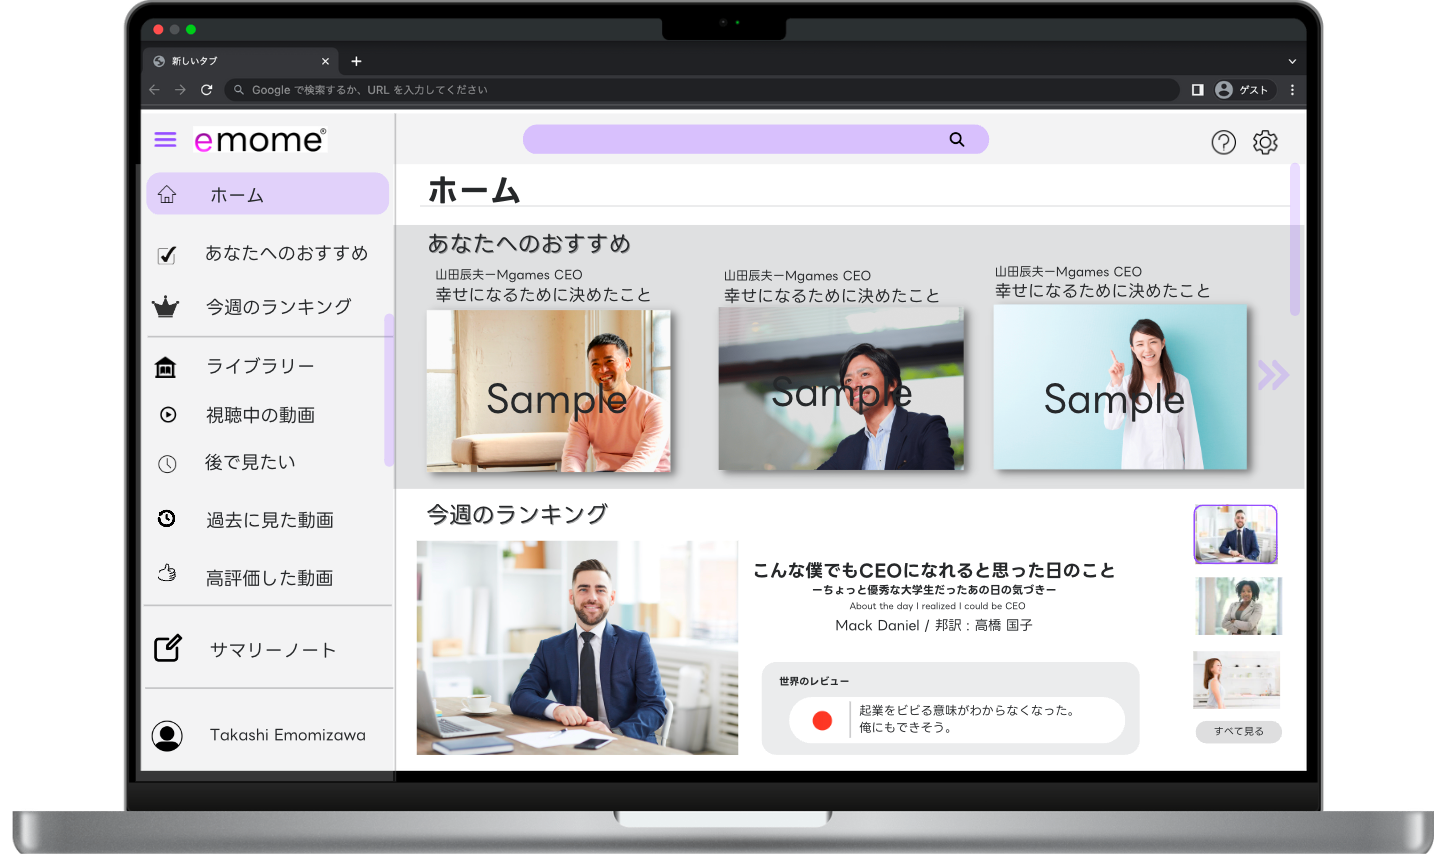 新しいタブ
Google で検索するか、URL を入力してください
ゲスト
emome®
ホーム
あなたへのおすすめ
今週のランキング
ライブラリー
視聴中の動画
後で見たい
過去に見た動画
高評価した動画
サマリーノート
Takashi Emomizawa
ホーム
あなたへのおすすめ
山田辰夫ーMgames CEO
幸せになるために決めたこと
Sample
山田辰夫ーMgames CEO
幸せになるために決めたこと
Sample
山田辰夫ーMgames CEO
幸せになるために決めたこと
Sample
今週のランキング
こんな僕でもCEOになれると思った日のこと
ーちょっと優秀な大学生だったあの日の気づきー
About the day I realized I could be CEO
Mack Daniel / 邦訳 : 高橋 国子
世界のレビュー
起業をビビる意味がわからなくなった。
俺にもできそう。
すべて見る